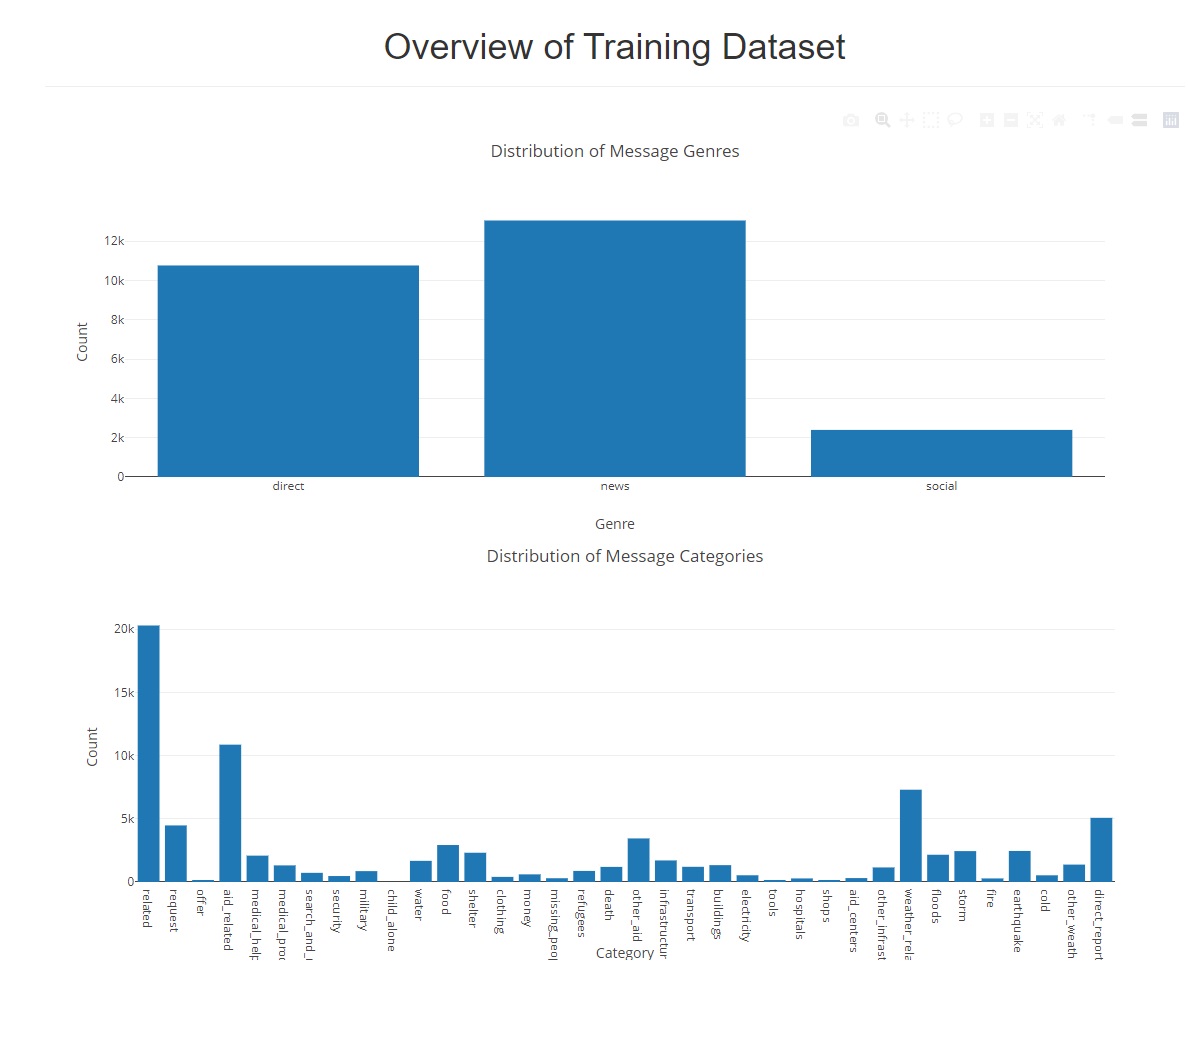 Overview of Training Dataset
Distribution of Message Genres
12k
10k
8k
6k
4k
2k
0
Count
direct
news
social
Genre
Distribution of Message Categories
20k
15k
10k
5k
0
Count
related
request
offer
aid_related
medical_help
medical_proc
search_and_
security
military
child_alone
water
food
shelter
clothing
money
missing_peop
refugees
death
other_aid
infrastructur
transport
buildings
electricity
tools
hospitals
shops
aid_centers
other_infrast
weather_rela
floods
storm
fire
earthquake
cold
other_weath
direct_report
Category